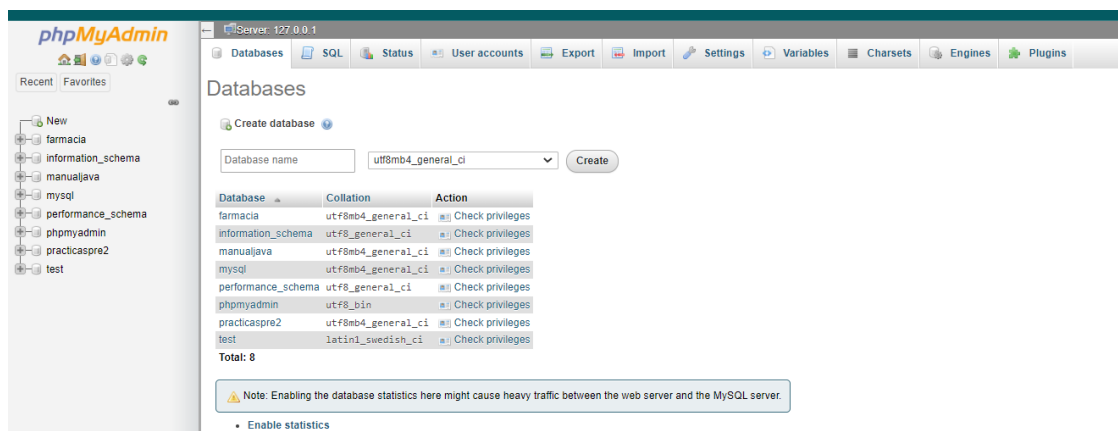 phpMyAdmin
Recent Favorites
New
farmacia
information_schema
manualjava
mysql
performance_schema
phpmyadmin
practicaspre2
test
Server: 127.0.0.1
Databases SQL Status User accounts Export Import Settings Variables Charsets Engines Plugins
Databases
Create database
Database name utf8mb4_general_ci Create
Database Collation Action
farmacia utf8mb4_general_ci Check privileges
information_schema utf8_general_ci Check privileges
manualjava utf8mb4_general_ci Check privileges
mysql utf8mb4_general_ci Check privileges
performance_schema utf8_general_ci Check privileges
phpmyadmin utf8_bin Check privileges
practicaspre2 utf8mb4_general_ci Check privileges
test latin1_swedish_ci Check privileges
Total: 8
Note: Enabling the database statistics here might cause heavy traffic between the web server and the MySQL server.
• Enable statistics